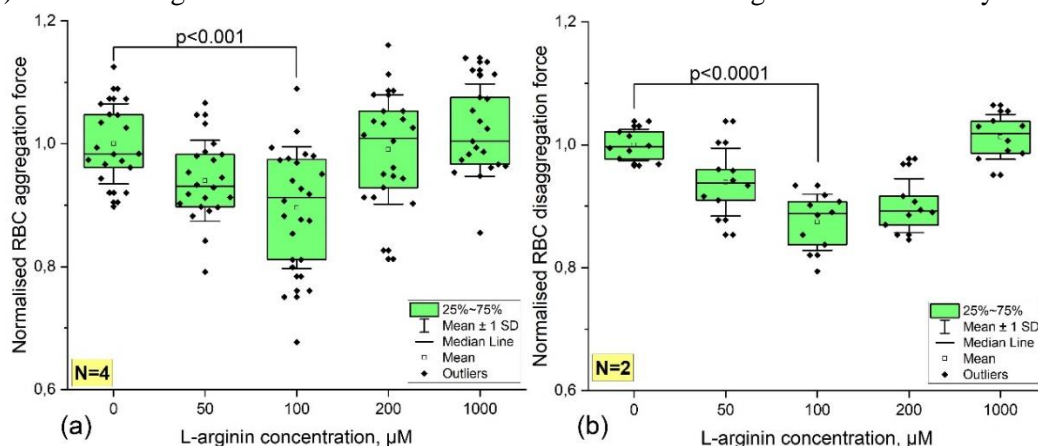 1,2
1,0
0,8
0,6
Normalised RBC aggregation force
p<0.001
25%~75%
Mean ± 1 SD
Median Line
Mean
Outliers
N=4
0 50 100 200 1000
(a)
L-arginin concentration, µM
1,2
1,0
0,8
0,6
Normalised RBC disaggregation force
p<0.0001
25%~75%
Mean ± 1 SD
Median Line
Mean
Outliers
N=2
0 50 100 200 1000
(b)
L-arginin concentration, µM